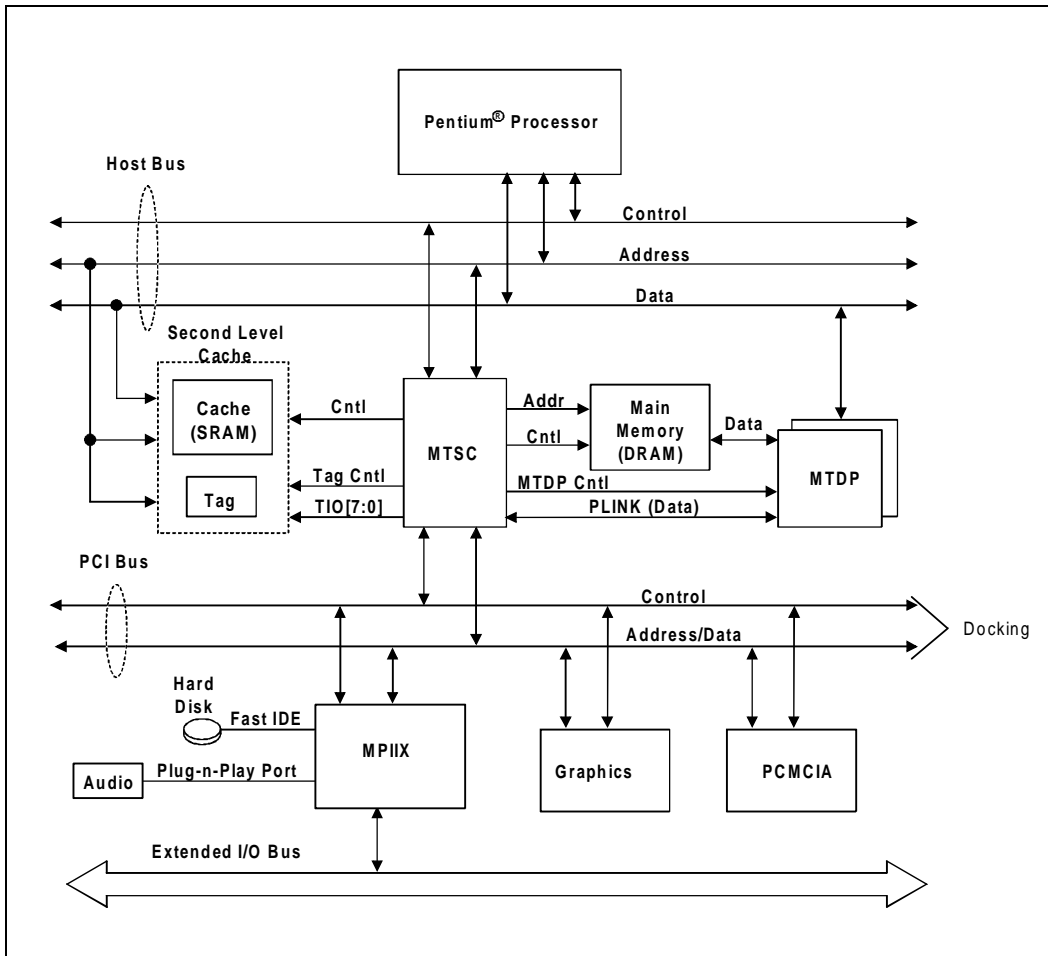 Pentium® Processor
Host Bus
Control
Address
Data
Second Level
Cache
Cache
(SRAM)
Tag
Cntl
Tag Cntl
TIO[7:0]
MTSC
Addr
Cntl
Main
Memory
(DRAM)
Data
MTDP
MTDP Cntl
PLINK (Data)
PCI Bus
Control
Address/Data
Docking
Hard
Disk
Fast IDE
MPIIX
Audio
Plug-n-Play Port
Graphics
PCMCIA
Extended I/O Bus